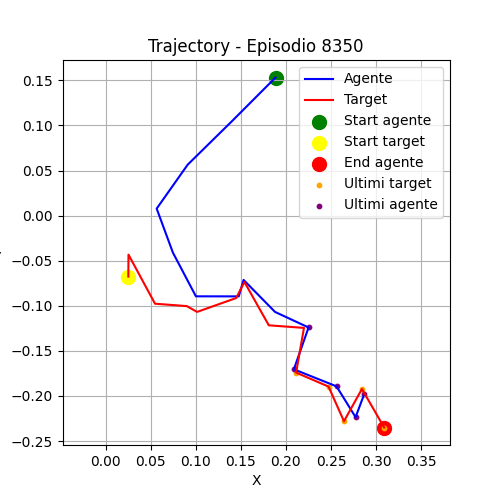 Trajectory - Episodio 8350
Agente
Target
Start agente
Start target
End agente
Ultimi target
Ultimi agente
0.15
0.10
0.05
0.00
−0.05
−0.10
−0.15
−0.20
−0.25
0.00 0.05 0.10 0.15 0.20 0.25 0.30 0.35
X